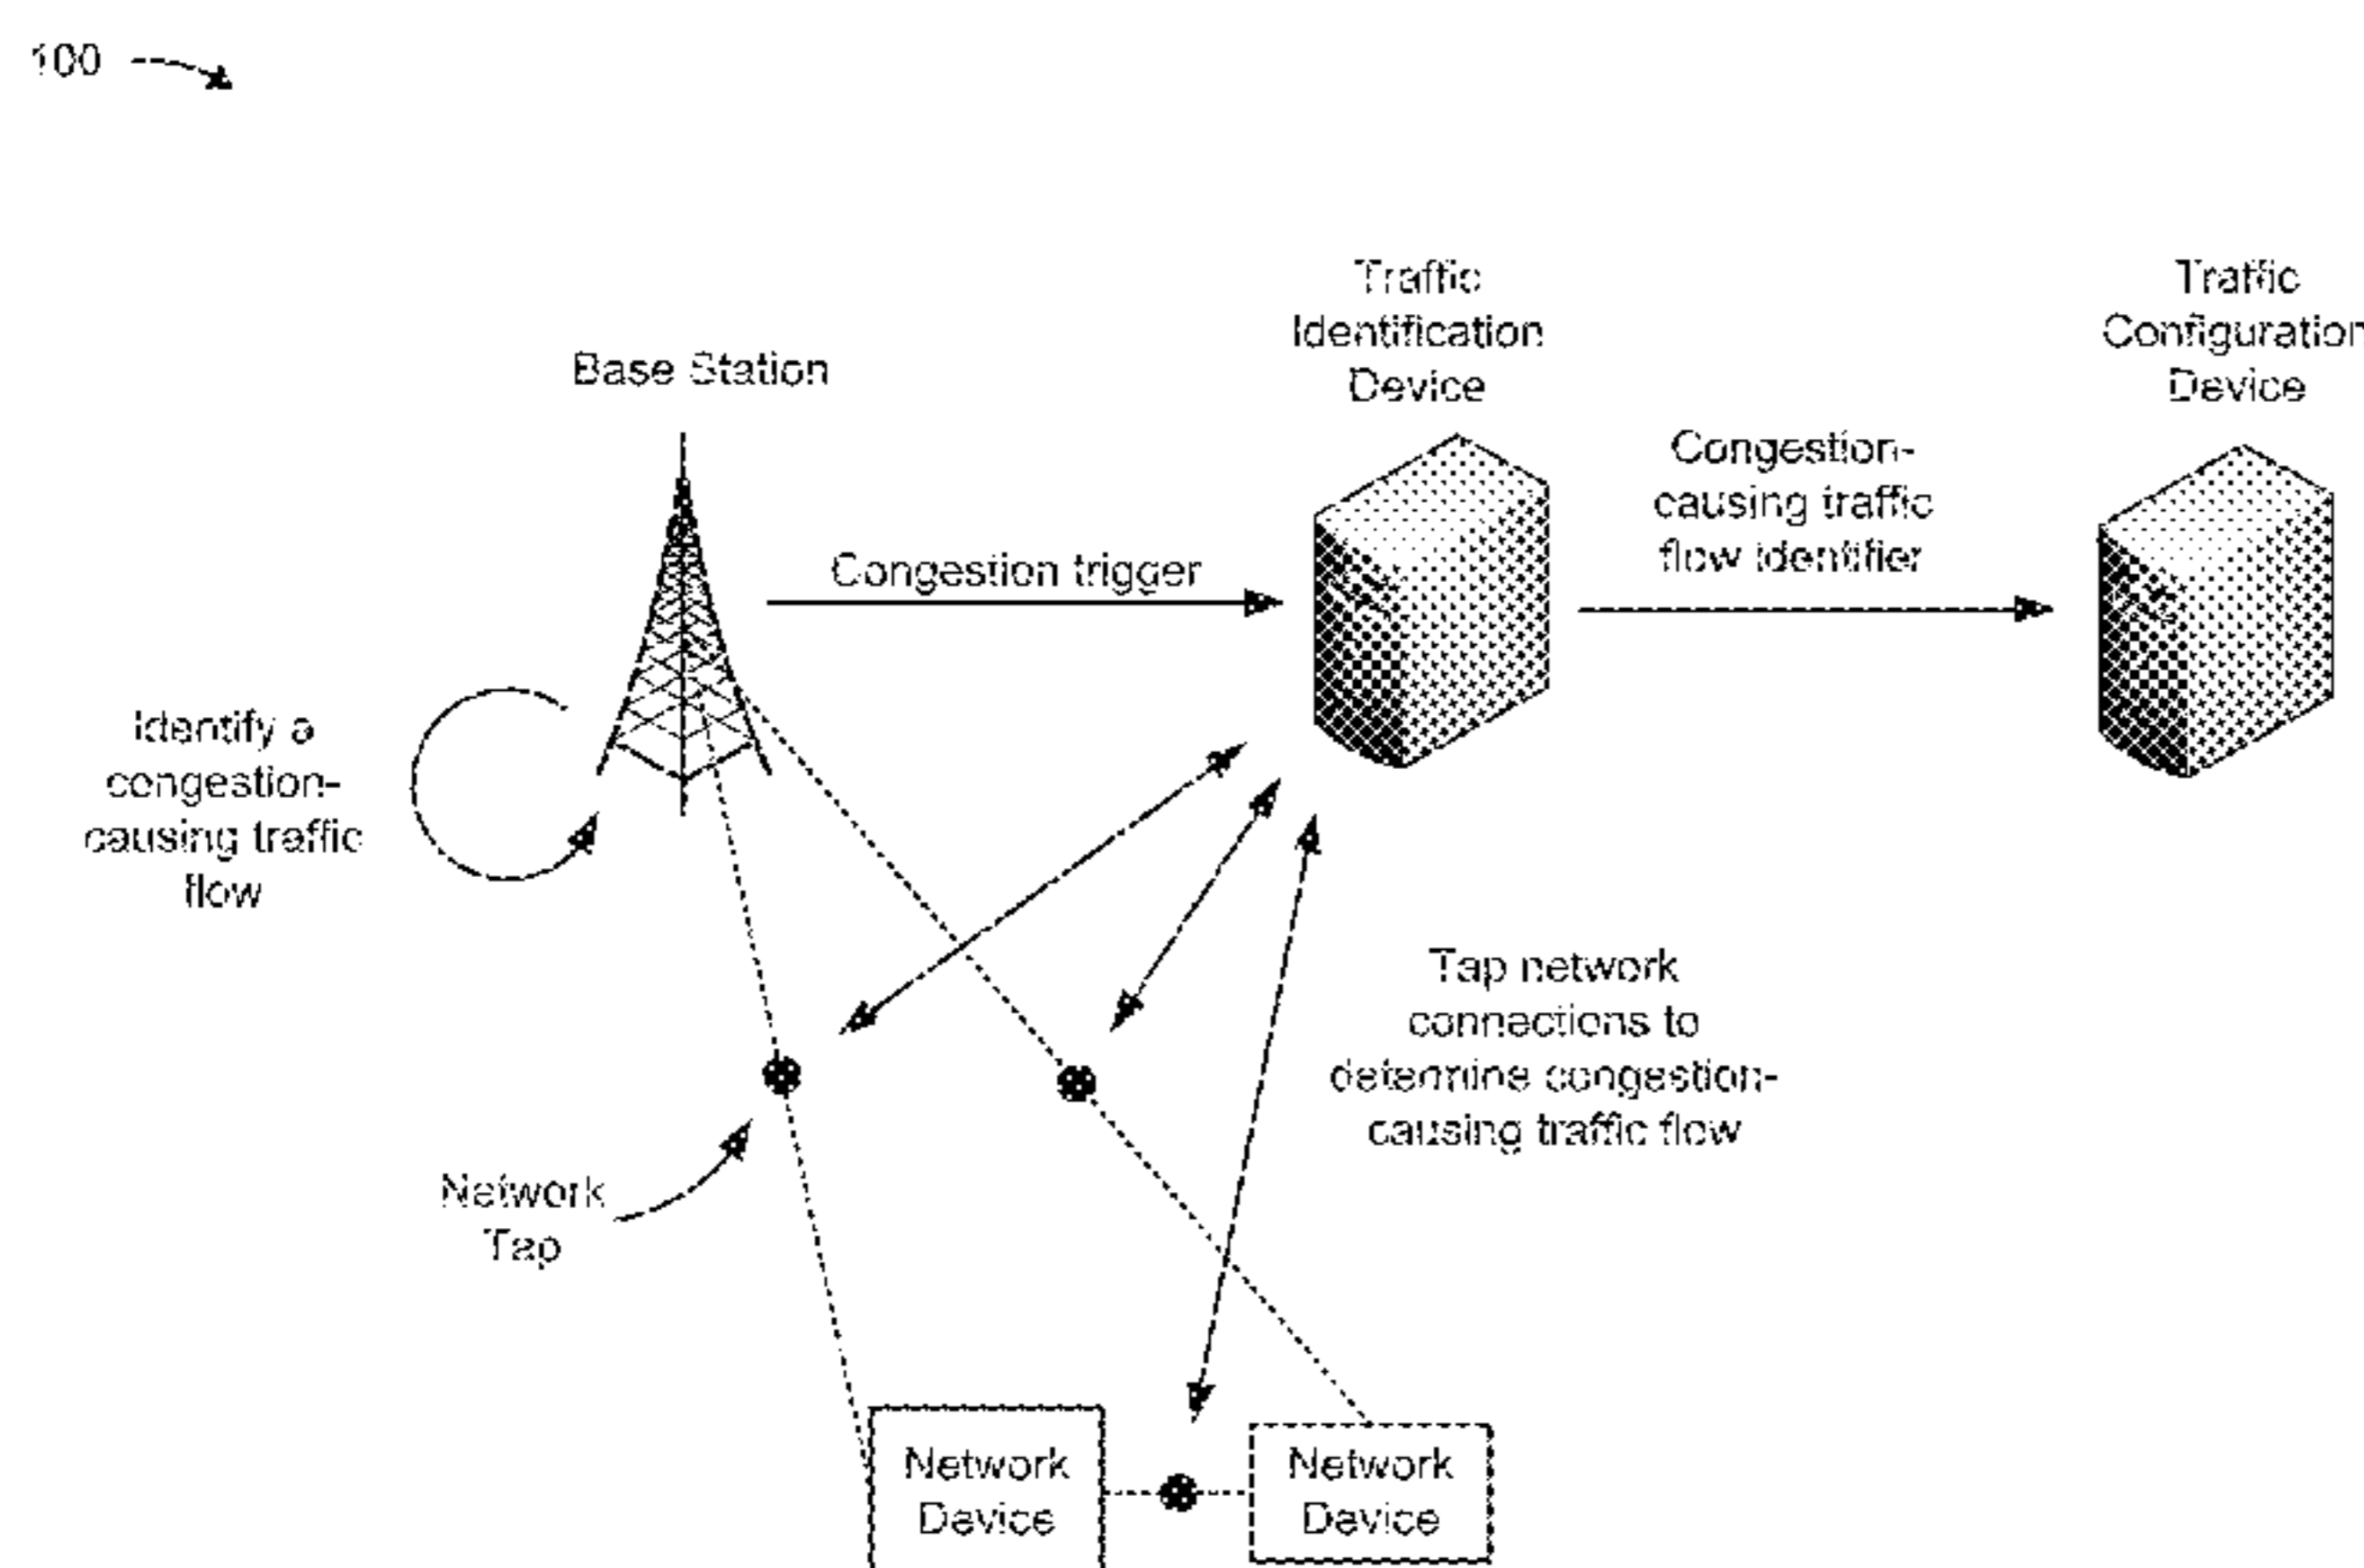 100
Base Station
Traffic
Identification
Device
Traffic
Configuration
Device
Congestion trigger
Congestion-
causing traffic
flow identifier
Identify a
congestion-
causing traffic
flow
Tap network
connections to
determine congestion-
causing traffic flow
Network
Tap
Network
Device
Network
Device